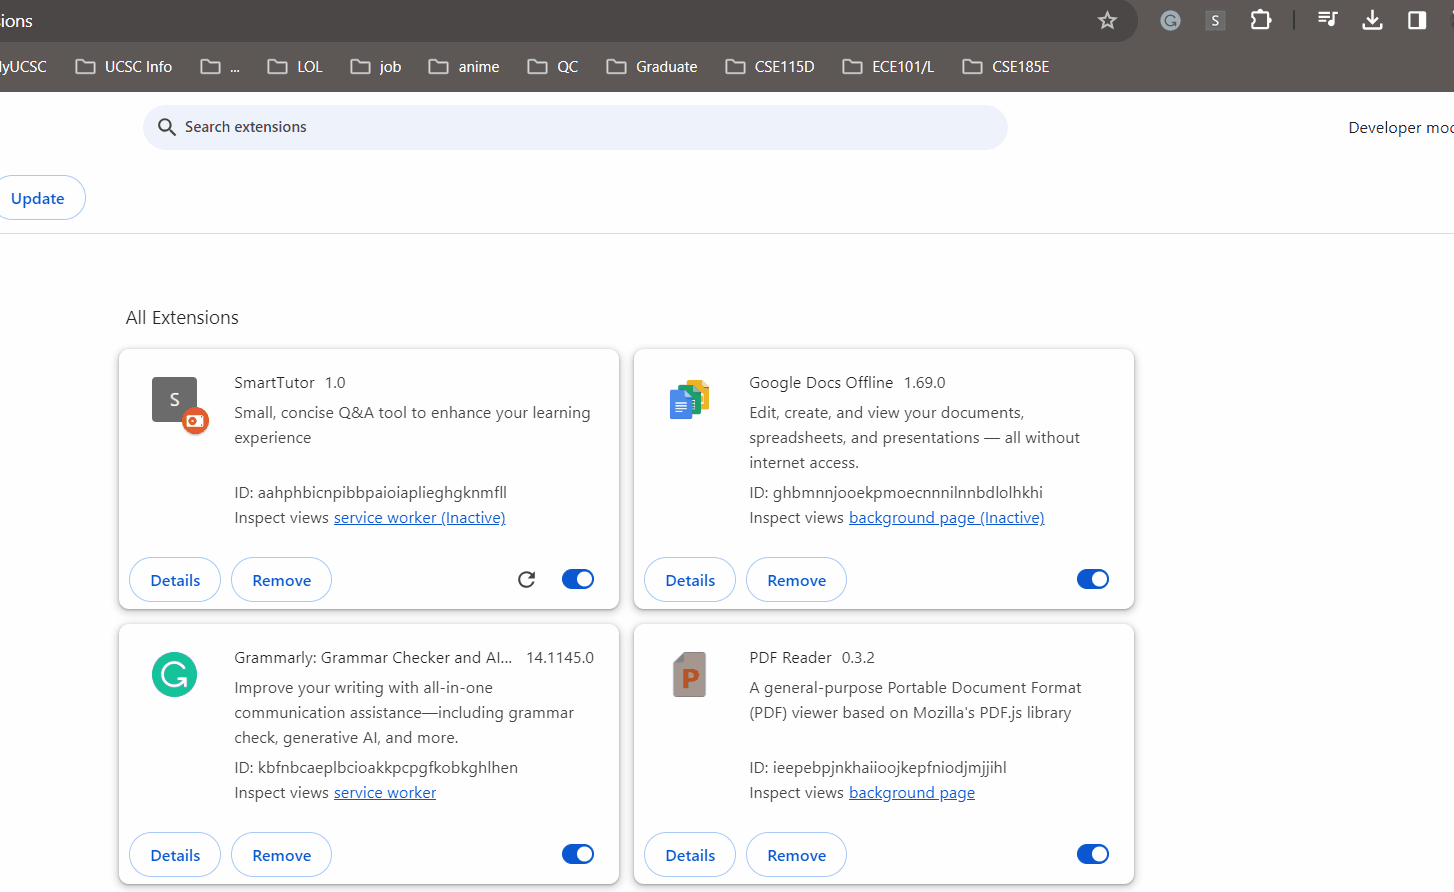 ions
S
lyUCSC UCSC Info ... LOL job anime QC Graduate CSE115D ECE101/L CSE185E
Search extensions
Developer mod
Update
All Extensions
S
SmartTutor 1.0
Small, concise Q&A tool to enhance your learning
experience
ID: aahphbicnpibbpaioiaplieghgknmfll
Inspect views service worker (Inactive)
Details Remove
Google Docs Offline 1.69.0
Edit, create, and view your documents,
spreadsheets, and presentations — all without
internet access.
ID: ghbmnnjooekpmoecnnnilnnbdlolhkhi
Inspect views background page (Inactive)
Details Remove
Grammarly: Grammar Checker and AI... 14.1145.0
Improve your writing with all-in-one
communication assistance—including grammar
check, generative AI, and more.
ID: kbfnbcaeplbcioakkpcpgfkobkghlhen
Inspect views service worker
Details Remove
P
PDF Reader 0.3.2
A general-purpose Portable Document Format
(PDF) viewer based on Mozilla's PDF.js library
ID: ieepebpjnkhaiioojkepfniodjmjjihl
Inspect views background page
Details Remove